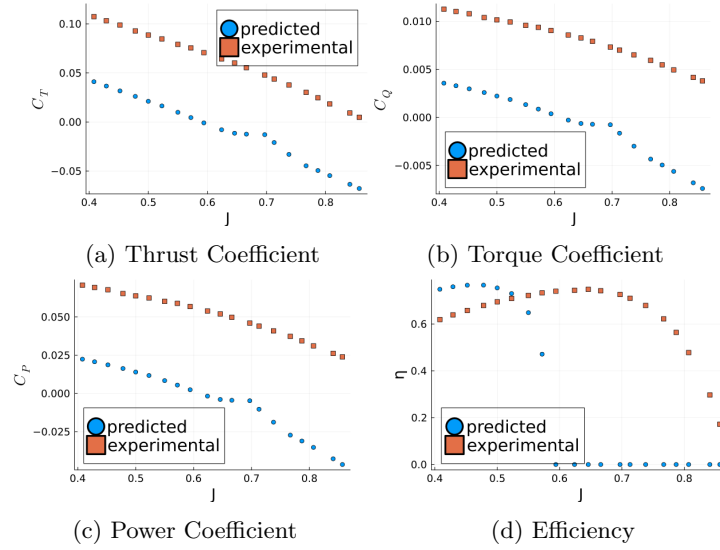 0.10
0.05
0.00
−0.05
C_T
predicted
experimental
0.4 0.5 0.6 0.7 0.8
J
(a) Thrust Coefficient
0.010
0.005
0.000
−0.005
C_Q
predicted
experimental
0.4 0.5 0.6 0.7 0.8
J
(b) Torque Coefficient
0.050
0.025
0.000
−0.025
C_P
predicted
experimental
0.4 0.5 0.6 0.7 0.8
J
(c) Power Coefficient
0.6
0.4
0.2
0.0
η
predicted
experimental
0.4 0.5 0.6 0.7 0.8
J
(d) Efficiency